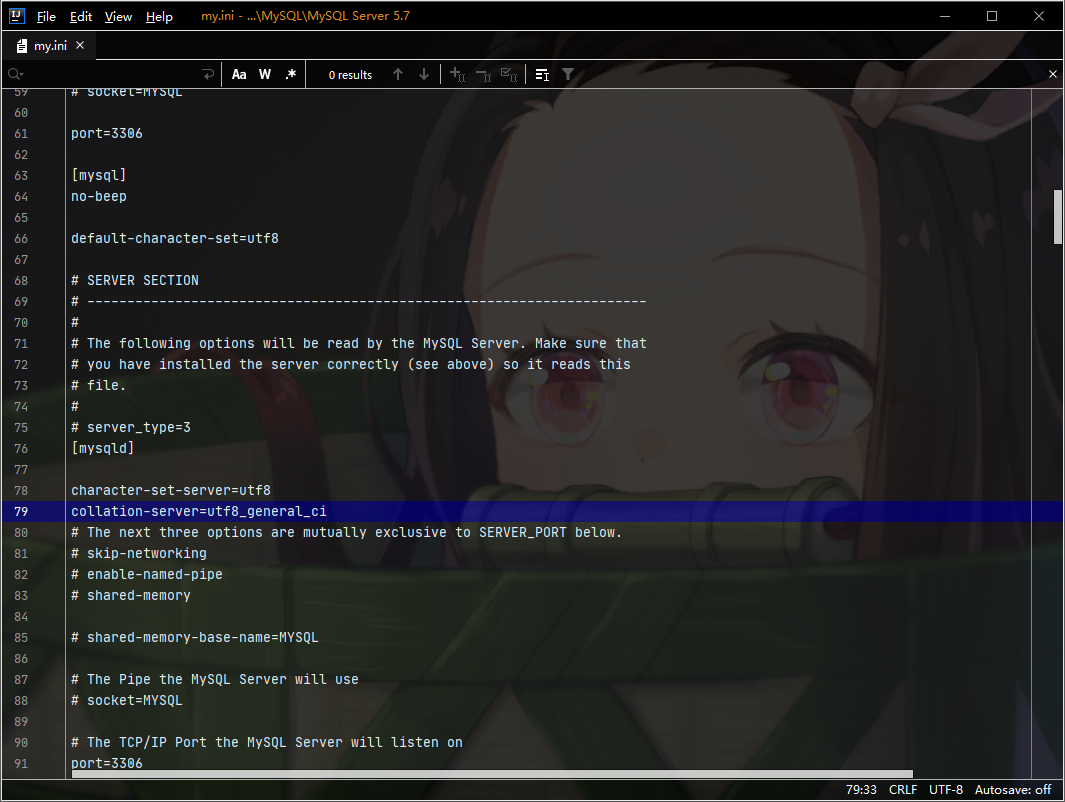 IJ File Edit View Help my.ini - ...\MySQL\MySQL Server 5.7
my.ini
Aa W .* 0 results
59 # socket=MYSQL
60
61 port=3306
62
63 [mysql]
64 no-beep
65
66 default-character-set=utf8
67
68 # SERVER SECTION
69 # ----------------------------------------------------------------------
70 #
71 # The following options will be read by the MySQL Server. Make sure that
72 # you have installed the server correctly (see above) so it reads this
73 # file.
74 #
75 # server_type=3
76 [mysqld]
77
78 character-set-server=utf8
79 collation-server=utf8_general_ci
80 # The next three options are mutually exclusive to SERVER_PORT below.
81 # skip-networking
82 # enable-named-pipe
83 # shared-memory
84
85 # shared-memory-base-name=MYSQL
86
87 # The Pipe the MySQL Server will use
88 # socket=MYSQL
89
90 # The TCP/IP Port the MySQL Server will listen on
91 port=3306
79:33 CRLF UTF-8 Autosave: off